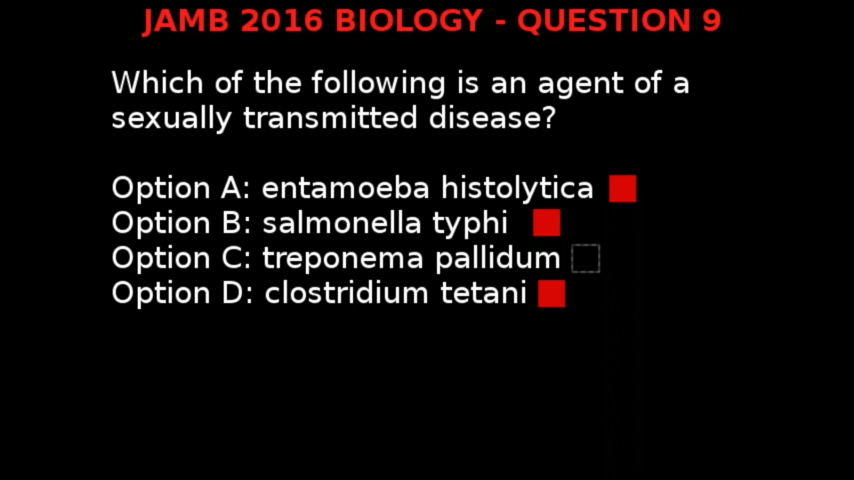 JAMB 2016 BIOLOGY - QUESTION 9
Which of the following is an agent of a
sexually transmitted disease?
Option A: entamoeba histolytica
Option B: salmonella typhi
Option C: treponema pallidum
Option D: clostridium tetani